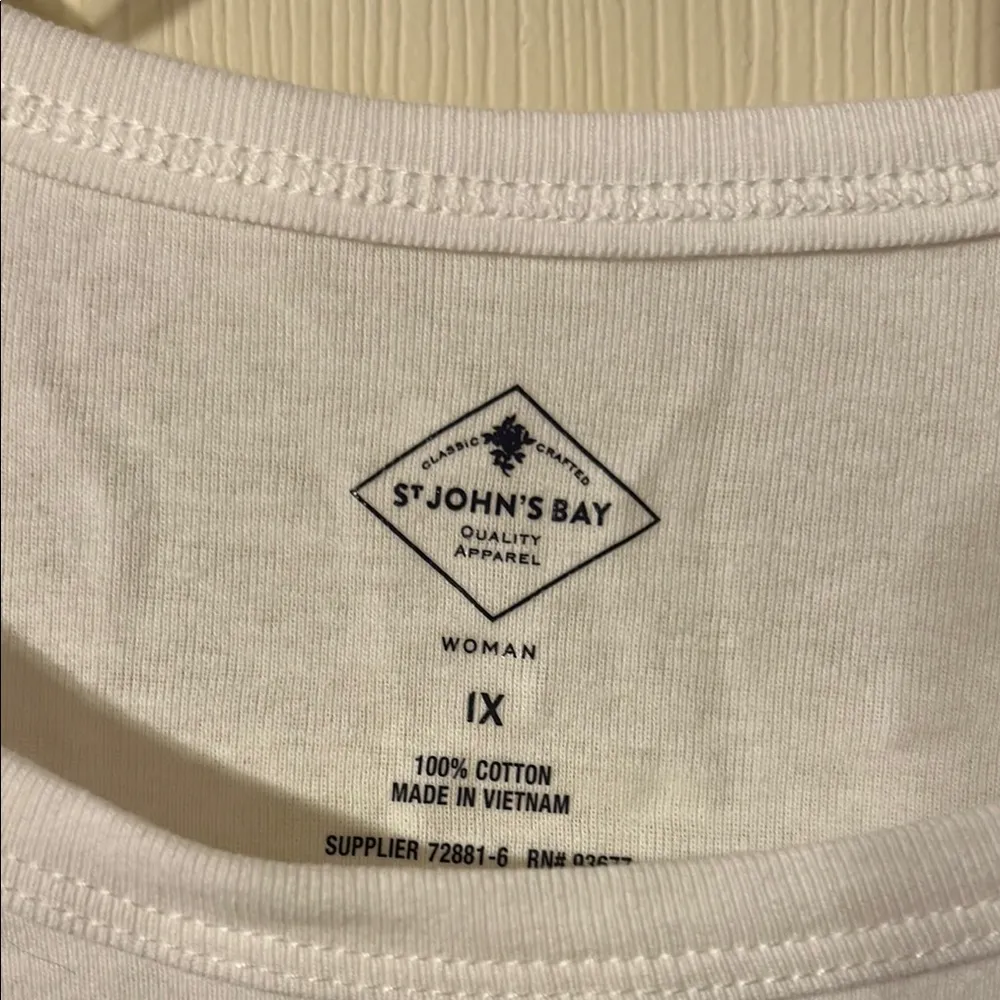 CLASSIC CRAFTED
ST JOHN'S BAY
QUALITY
APPAREL
WOMAN
1X
100% COTTON
MADE IN VIETNAM
SUPPLIER 72881-6 RN#